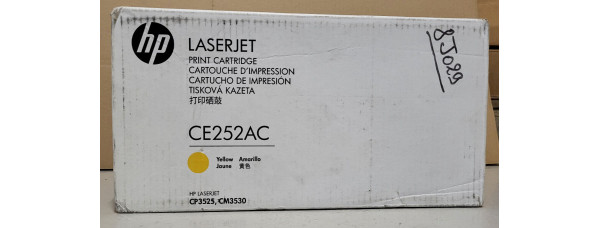 hp
LASERJET
PRINT CARTRIDGE
CARTOUCHE D'IMPRESSION
CARTUCHO DE IMPRESIÓN
TISKOVÁ KAZETA
打印硒鼓
CE252AC
Yellow Amarillo
Jaune 黄色
HP LASERJET
CP3525, CM3530
8J029